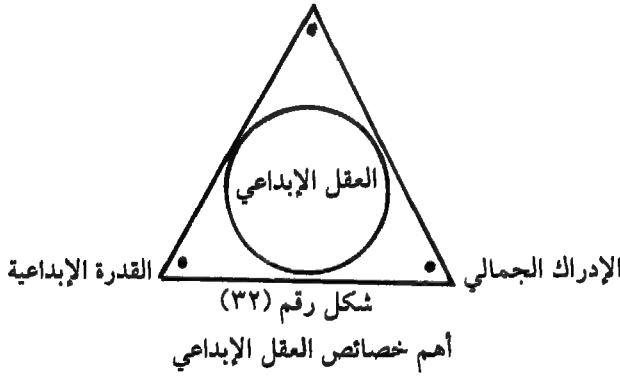 العقل الإبداعي
الإدراك الجمالي
القدرة الإبداعية
شكل رقم (٣٢)
أهم خصائص العقل الإبداعي